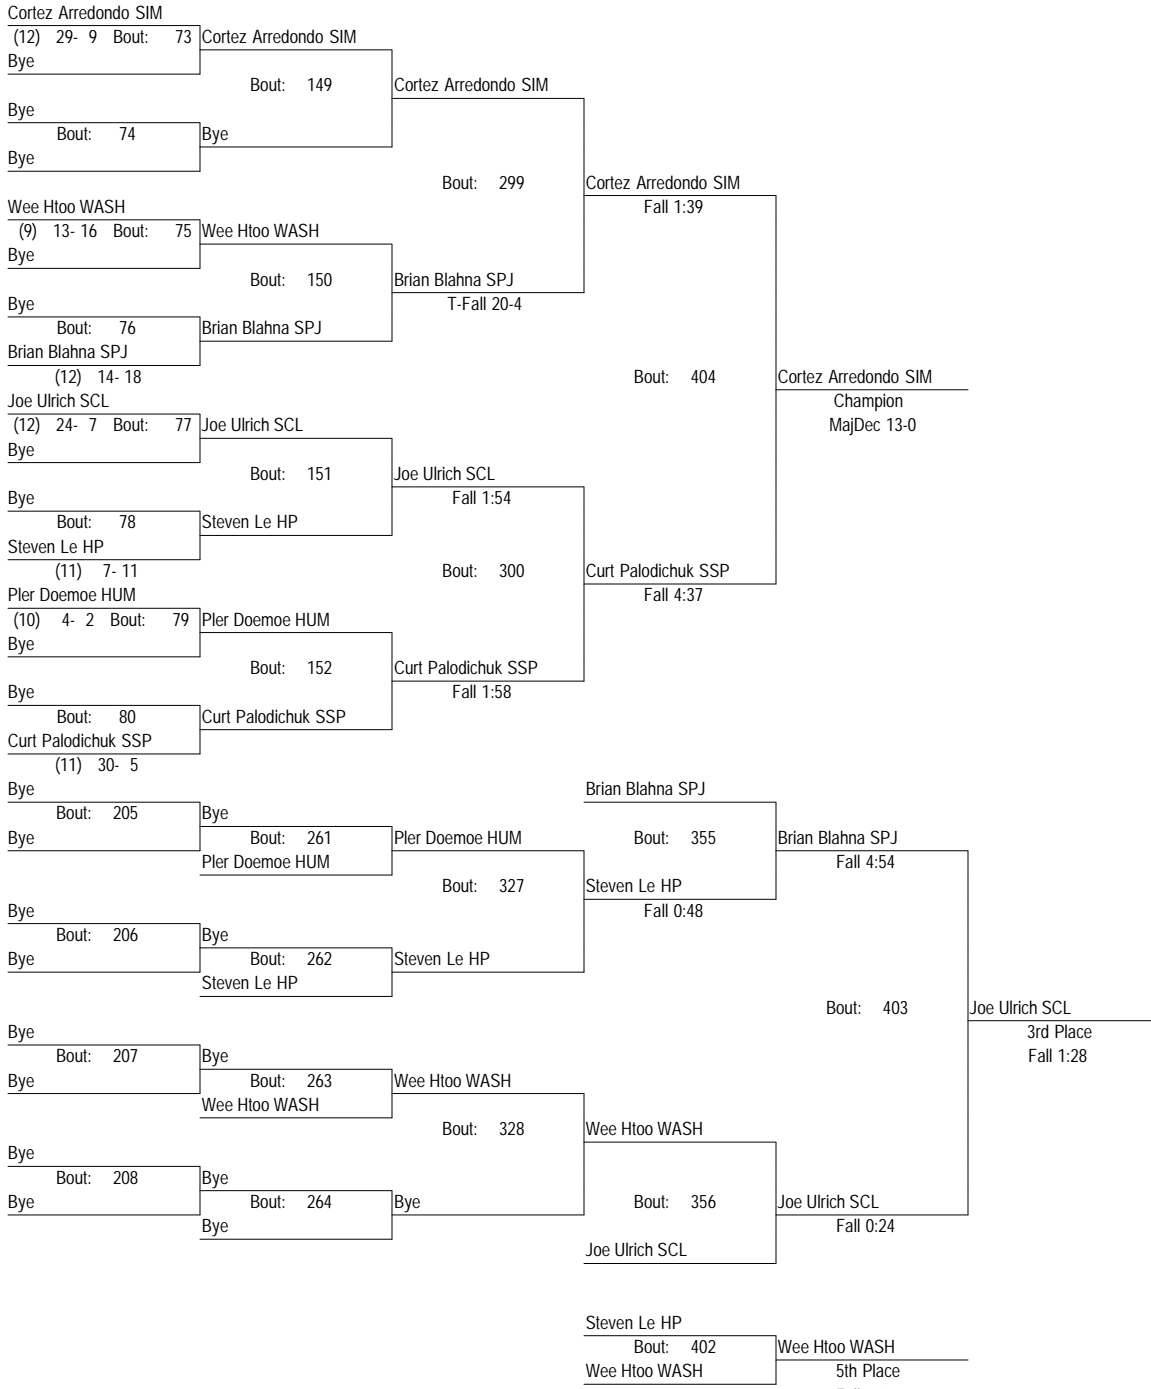 Cortez Arredondo SIM
(12) 29- 9 Bout: 73 Cortez Arredondo SIM
Bye
Bout: 149 Cortez Arredondo SIM
Bye
Bout: 74 Bye
Bye
Bout: 299 Cortez Arredondo SIM
Fall 1:39
Wee Htoo WASH
(9) 13- 16 Bout: 75 Wee Htoo WASH
Bye
Bout: 150 Brian Blahna SPJ
T-Fall 20-4
Bye
Bout: 76 Brian Blahna SPJ
Brian Blahna SPJ
(12) 14- 18
Bout: 404 Cortez Arredondo SIM
Champion
MajDec 13-0
Joe Ulrich SCL
(12) 24- 7 Bout: 77 Joe Ulrich SCL
Bye
Bout: 151 Joe Ulrich SCL
Fall 1:54
Bye
Bout: 78 Steven Le HP
Steven Le HP
(11) 7- 11
Bout: 300 Curt Palodichuk SSP
Fall 4:37
Pler Doemoe HUM
(10) 4- 2 Bout: 79 Pler Doemoe HUM
Bye
Bout: 152 Curt Palodichuk SSP
Fall 1:58
Bye
Bout: 80 Curt Palodichuk SSP
Curt Palodichuk SSP
(11) 30- 5
Bye
Brian Blahna SPJ
Bout: 205 Bye
Bye
Bout: 261 Pler Doemoe HUM
Bout: 355 Brian Blahna SPJ
Fall 4:54
Pler Doemoe HUM
Bout: 327 Steven Le HP
Fall 0:48
Bye
Bout: 206 Bye
Bye
Bout: 262 Steven Le HP
Steven Le HP
Bout: 403 Joe Ulrich SCL
3rd Place
Fall 1:28
Bye
Bout: 207 Bye
Bye
Bout: 263 Wee Htoo WASH
Wee Htoo WASH
Bout: 328 Wee Htoo WASH
Bye
Bout: 208 Bye
Bye
Bout: 264 Bye
Bout: 356 Joe Ulrich SCL
Fall 0:24
Bye
Joe Ulrich SCL
Steven Le HP
Bout: 402 Wee Htoo WASH
Wee Htoo WASH
5th Place